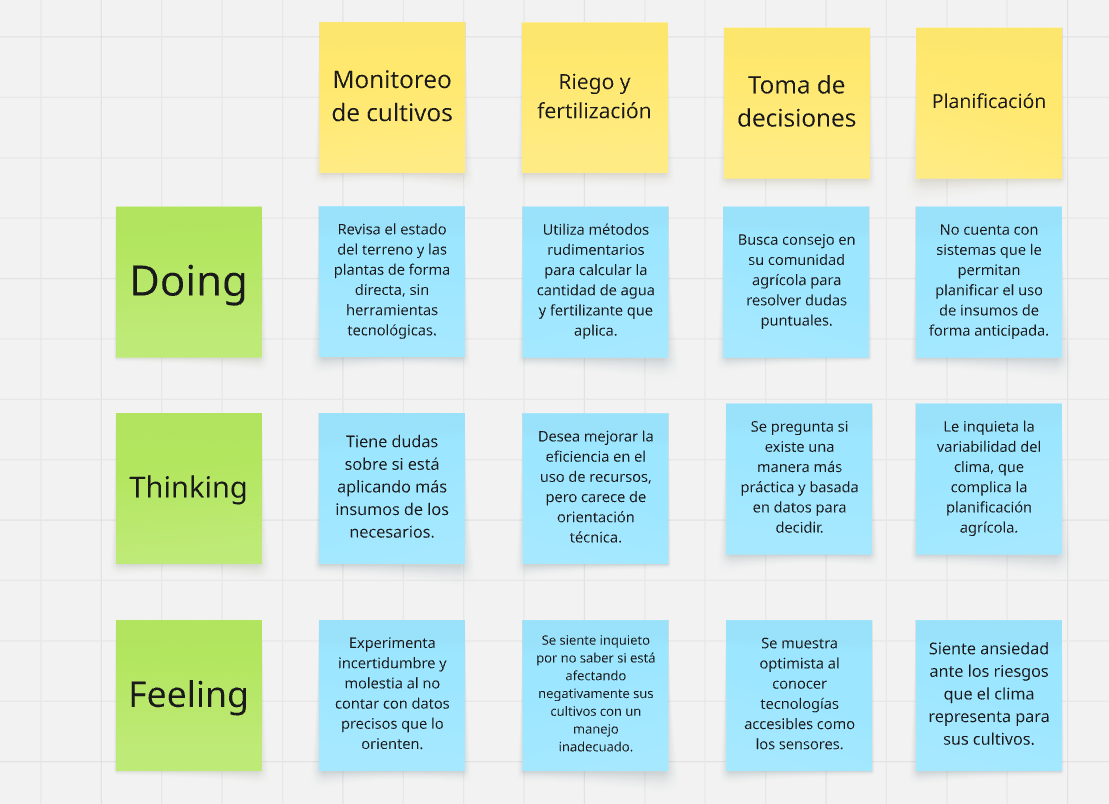 Monitoreo
de cultivos
Riego y
fertilización
Toma de
decisiones
Planificación
Doing
Revisa el estado
del terreno y las
plantas de forma
directa, sin
herramientas
tecnológicas.
Utiliza métodos
rudimentarios
para calcular la
cantidad de agua
y fertilizante que
aplica.
Busca consejo en
su comunidad
agrícola para
resolver dudas
puntuales.
No cuenta con
sistemas que le
permitan
planificar el uso
de insumos de
forma anticipada.
Thinking
Tiene dudas
sobre si está
aplicando más
insumos de los
necesarios.
Desea mejorar la
eficiencia en el
uso de recursos,
pero carece de
orientación
técnica.
Se pregunta si
existe una
manera más
práctica y basada
en datos para
decidir.
Le inquieta la
variabilidad del
clima, que
complica la
planificación
agrícola.
Feeling
Experimenta
incertidumbre y
molestia al no
contar con datos
precisos que lo
orienten.
Se siente inquieto
por no saber si está
afectando
negativamente sus
cultivos con un
manejo
inadecuado.
Se muestra
optimista al
conocer
tecnologías
accesibles como
los sensores.
Siente ansiedad
ante los riesgos
que el clima
representa para
sus cultivos.